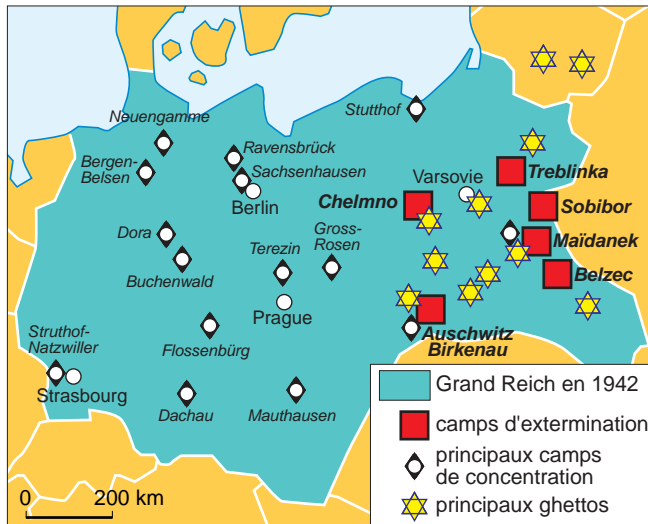 Stutthof
Neuengamme
Ravensbrück
Bergen-
Belsen
Sachsenhausen
Berlin
Varsovie
Treblinka
Chelmno
Sobibor
Dora
Gross-
Rosen
Terezin
Maïdanek
Buchenwald
Belzec
Prague
Struthof-
Natzwiller
Flossenbürg
Auschwitz
Birkenau
Strasbourg
Dachau
Mauthausen
Grand Reich en 1942
camps d'extermination
principaux camps
de concentration
principaux ghettos
0 200 km